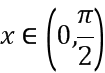 x ∈ (0, π/2)